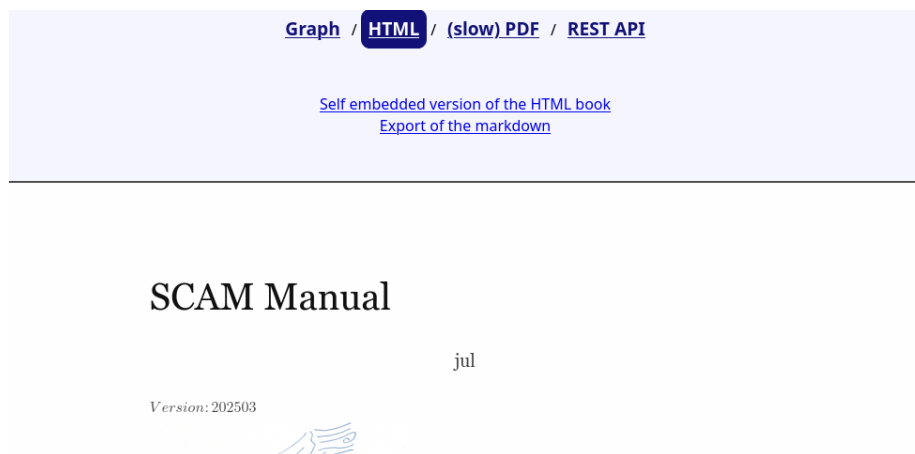 Graph / HTML / (slow) PDF / REST API
Self embedded version of the HTML book
Export of the markdown
SCAM Manual
jul
Version: 202503